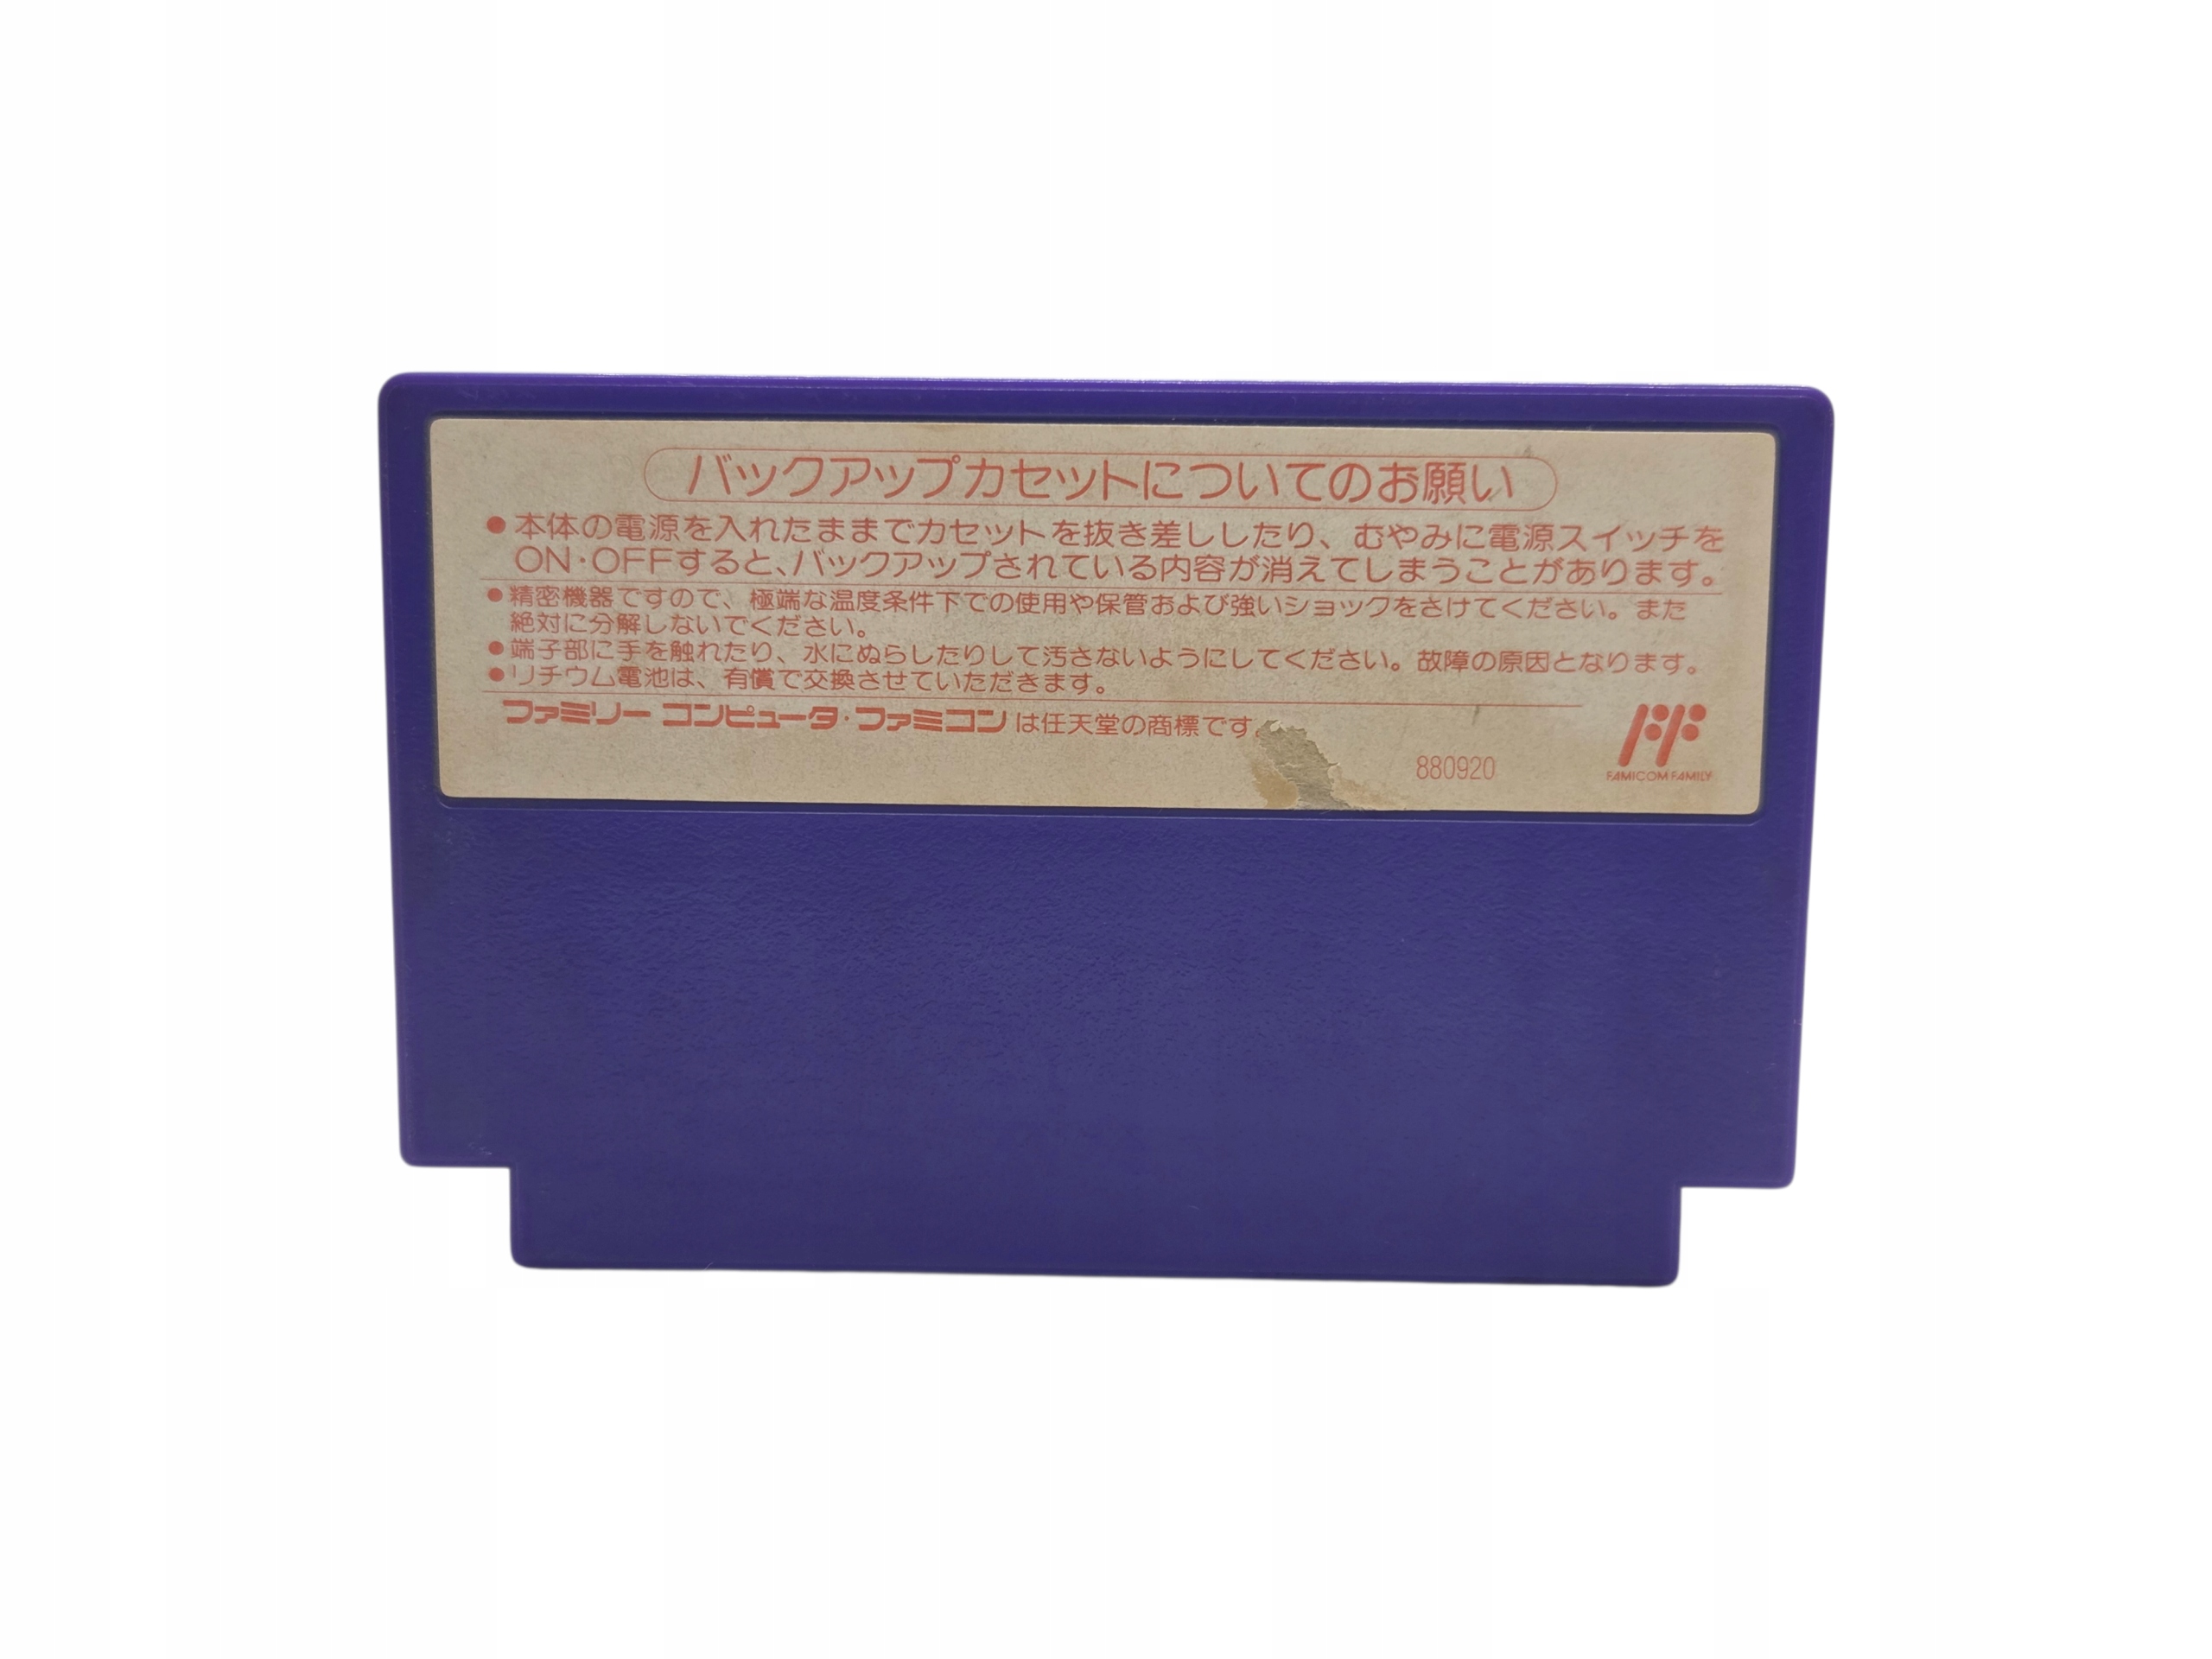 バックアップカセットについてのお願い
●本体の電源を入れたままでカセットを抜き差ししたり、むやみに電源スイッチを
ON·OFFすると、バックアップされている内容が消えてしまうことがあります。
●精密機器ですので、極端な温度条件下での使用や保管および強いショックをさけてください。また
絶対に分解しないでください。
●端子部に手を触れたり、水にぬらしたりして汚さないようにしてください。故障の原因となります。
●リチウム電池は、有償で交換させていただきます。
ファミリーコンピュータ·ファミコンは任天堂の商標です。
880920
FAMICOM FAMILY